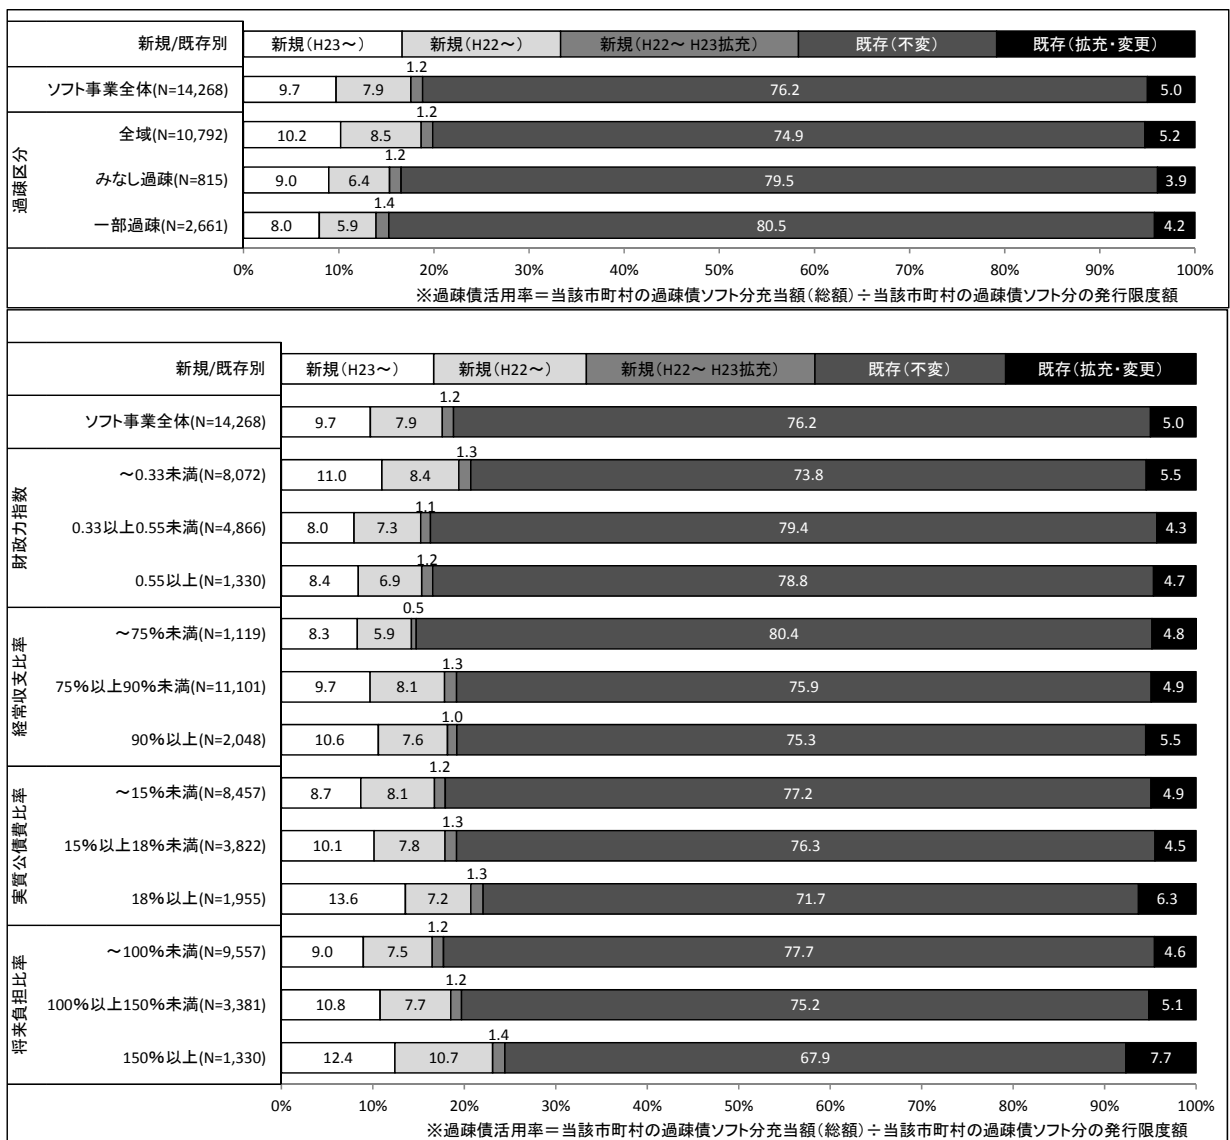 新規/既存別 新規(H23～) 新規(H22～) 新規(H22～ H23拡充) 既存(不変) 既存(拡充・変更)
1.2
ソフト事業全体(N=14,268) 9.7 7.9 76.2 5.0
過疎区分
1.2
全域(N=10,792) 10.2 8.5 74.9 5.2
1.2
みなし過疎(N=815) 9.0 6.4 79.5 3.9
1.4
一部過疎(N=2,661) 8.0 5.9 80.5 4.2
0% 10% 20% 30% 40% 50% 60% 70% 80% 90% 100%
※過疎債活用率＝当該市町村の過疎債ソフト分充当額(総額)÷当該市町村の過疎債ソフト分の発行限度額
新規/既存別 新規(H23～) 新規(H22～) 新規(H22～ H23拡充) 既存(不変) 既存(拡充・変更)
1.2
ソフト事業全体(N=14,268) 9.7 7.9 76.2 5.0
財政力指数
1.3
～0.33未満(N=8,072) 11.0 8.4 73.8 5.5
1.1
0.33以上0.55未満(N=4,866) 8.0 7.3 79.4 4.3
1.2
0.55以上(N=1,330) 8.4 6.9 78.8 4.7
経常収支比率
0.5
～75%未満(N=1,119) 8.3 5.9 80.4 4.8
1.3
75%以上90%未満(N=11,101) 9.7 8.1 75.9 4.9
1.0
90%以上(N=2,048) 10.6 7.6 75.3 5.5
実質公債費比率
1.2
～15%未満(N=8,457) 8.7 8.1 77.2 4.9
1.3
15%以上18%未満(N=3,822) 10.1 7.8 76.3 4.5
1.3
18%以上(N=1,955) 13.6 7.2 71.7 6.3
将来負担比率
1.2
～100%未満(N=9,557) 9.0 7.5 77.7 4.6
1.2
100%以上150%未満(N=3,381) 10.8 7.7 75.2 5.1
1.4
150%以上(N=1,330) 12.4 10.7 67.9 7.7
0% 10% 20% 30% 40% 50% 60% 70% 80% 90% 100%
※過疎債活用率＝当該市町村の過疎債ソフト分充当額(総額)÷当該市町村の過疎債ソフト分の発行限度額